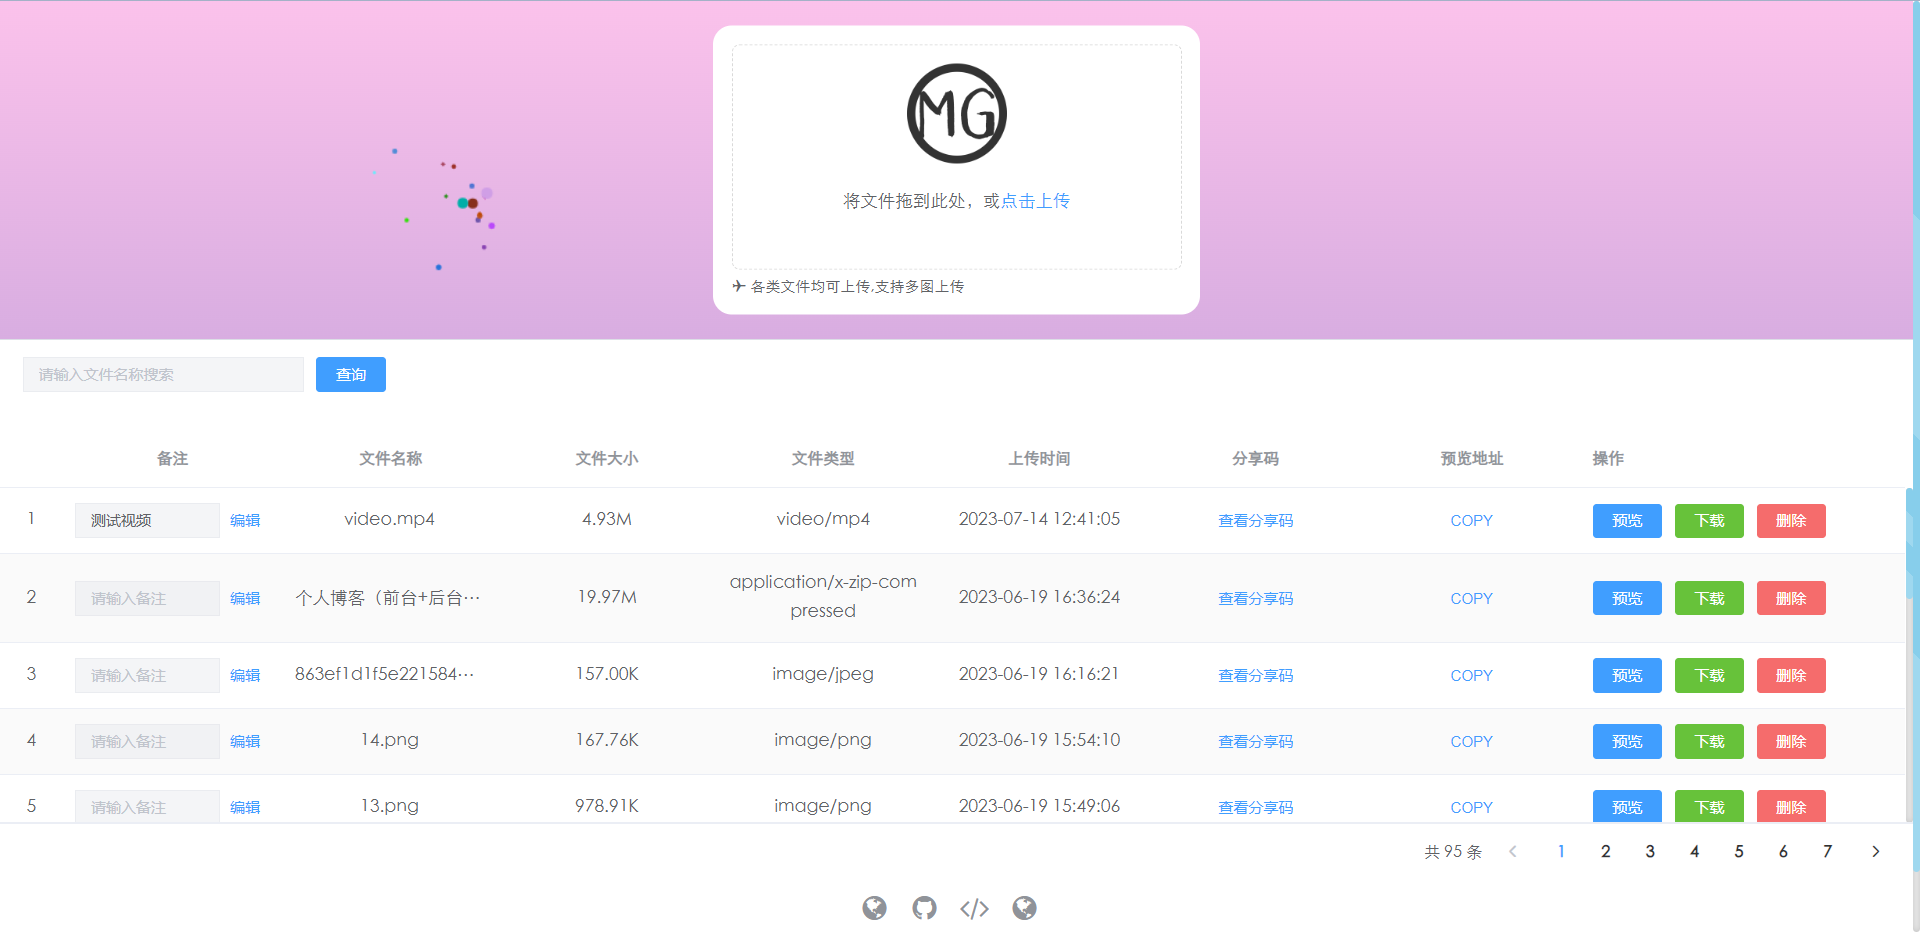 MG
将文件拖到此处，或点击上传
✈ 各类文件均可上传,支持多图上传
请输入文件名称搜索 查询
备注 文件名称 文件大小 文件类型 上传时间 分享码 预览地址 操作
1 测试视频 编辑 video.mp4 4.93M video/mp4 2023-07-14 12:41:05 查看分享码 COPY 预览 下载 删除
2 请输入备注 编辑 个人博客（前台+后台··· 19.97M application/x-zip-com 2023-06-19 16:36:24 查看分享码 COPY 预览 下载 删除
pressed
3 请输入备注 编辑 863ef1d1f5e221584··· 157.00K image/jpeg 2023-06-19 16:16:21 查看分享码 COPY 预览 下载 删除
4 请输入备注 编辑 14.png 167.76K image/png 2023-06-19 15:54:10 查看分享码 COPY 预览 下载 删除
5 请输入备注 编辑 13.png 978.91K image/png 2023-06-19 15:49:06 查看分享码 COPY 预览 下载 删除
共 95 条 1 2 3 4 5 6 7